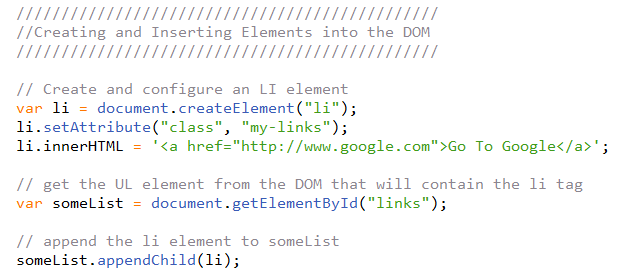 ////////////////////////////////////////////////
//Creating and Inserting Elements into the DOM
////////////////////////////////////////////////
// Create and configure an LI element
var li = document.createElement("li");
li.setAttribute("class", "my-links");
li.innerHTML = '<a href="http://www.google.com">Go To Google</a>';
// get the UL element from the DOM that will contain the li tag
var someList = document.getElementById("links");
// append the li element to someList
someList.appendChild(li);